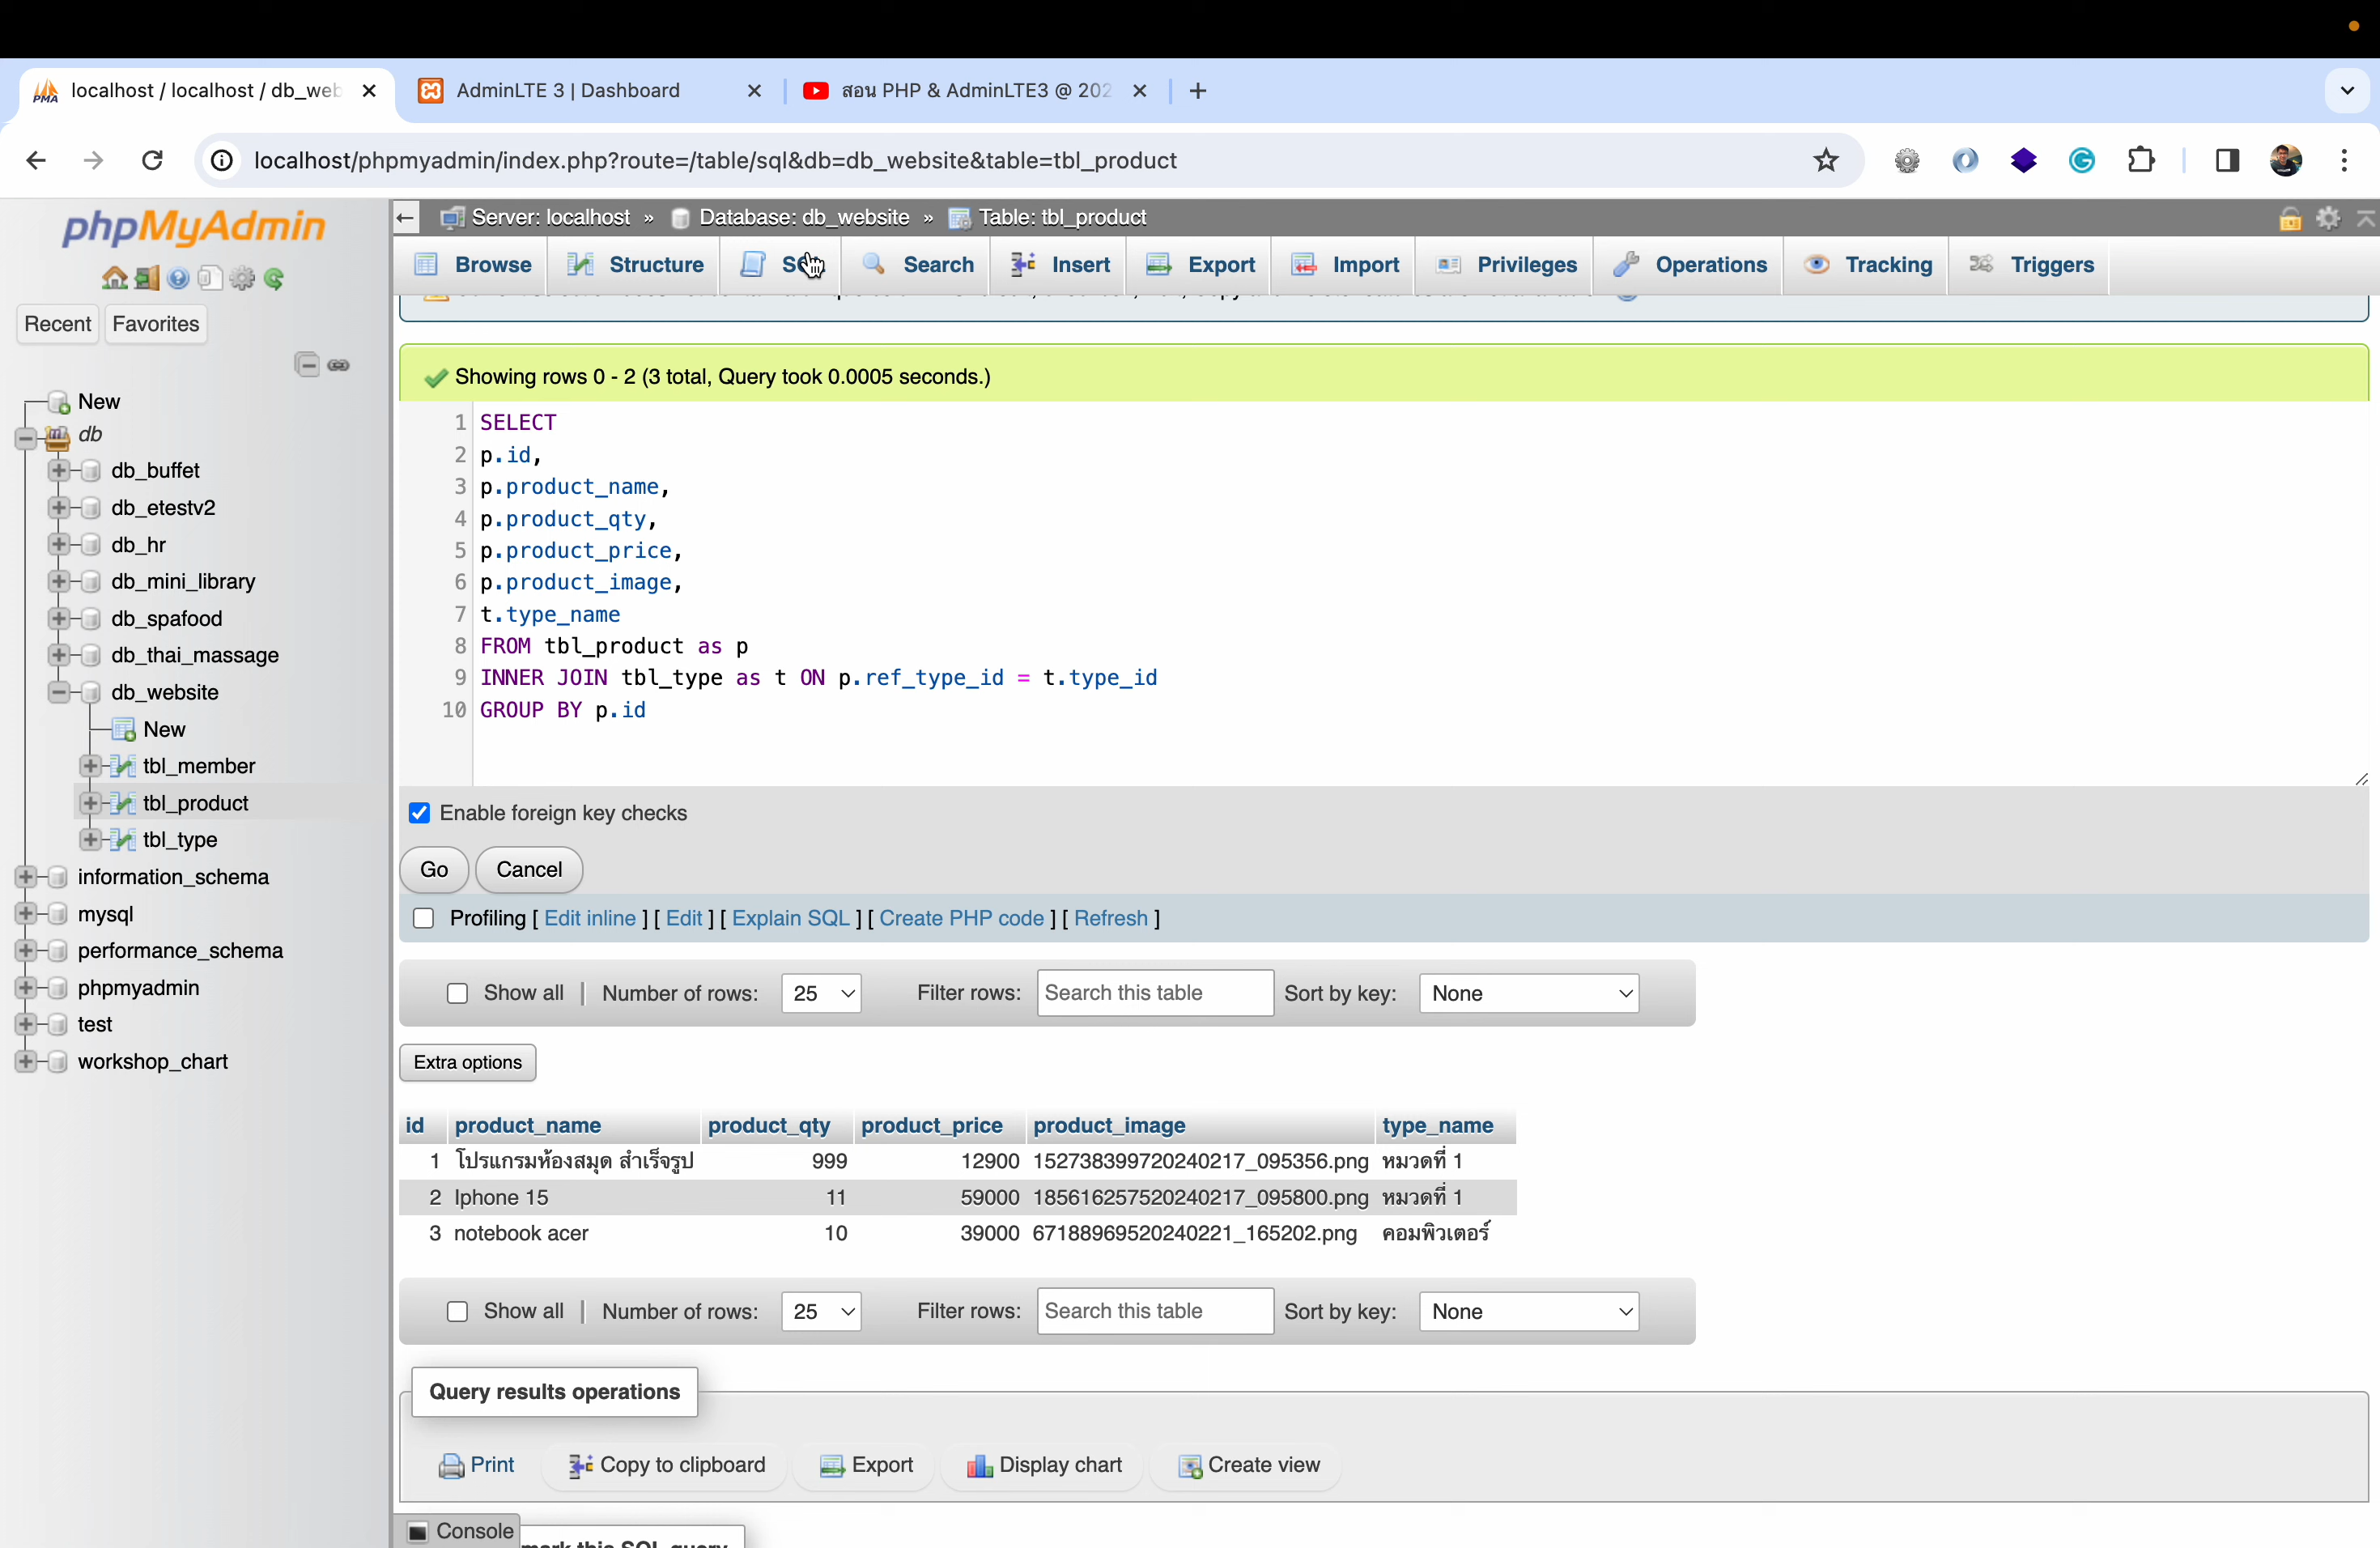 localhost / localhost / db_web
AdminLTE 3 | Dashboard
สอน PHP & AdminLTE3 @ 202
localhost/phpmyadmin/index.php?route=/table/sql&db=db_website&table=tbl_product
phpMyAdmin
Server: localhost » Database: db_website » Table: tbl_product
Browse Structure Search Insert Export Import Privileges Operations Tracking Triggers
Recent Favorites
New
db
db_buffet
db_etestv2
db_hr
db_mini_library
db_spafood
db_thai_massage
db_website
New
tbl_member
tbl_product
tbl_type
information_schema
mysql
performance_schema
phpmyadmin
test
workshop_chart
Showing rows 0 - 2 (3 total, Query took 0.0005 seconds.)
1 SELECT
2 p.id,
3 p.product_name,
4 p.product_qty,
5 p.product_price,
6 p.product_image,
7 t.type_name
8 FROM tbl_product as p
9 INNER JOIN tbl_type as t ON p.ref_type_id = t.type_id
10 GROUP BY p.id
Enable foreign key checks
Go Cancel
Profiling [ Edit inline ] [ Edit ] [ Explain SQL ] [ Create PHP code ] [ Refresh ]
Show all | Number of rows: 25 Filter rows: Search this table Sort by key: None
Extra options
id product_name product_qty product_price product_image type_name
1 โปรแกรมห้องสมุด สำเร็จรูป 999 12900 152738399720240217_095356.png หมวดที่ 1
2 Iphone 15 11 59000 185616257520240217_095800.png หมวดที่ 1
3 notebook acer 10 39000 67188969520240221_165202.png คอมพิวเตอร์
Show all | Number of rows: 25 Filter rows: Search this table Sort by key: None
Query results operations
Print Copy to clipboard Export Display chart Create view
Console